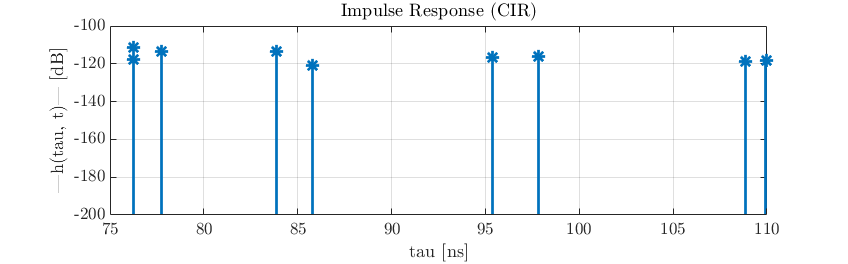 Impulse Response (CIR)
—h(tau, t)— [dB]
-100
-120
-140
-160
-180
-200
75 80 85 90 95 100 105 110
tau [ns]